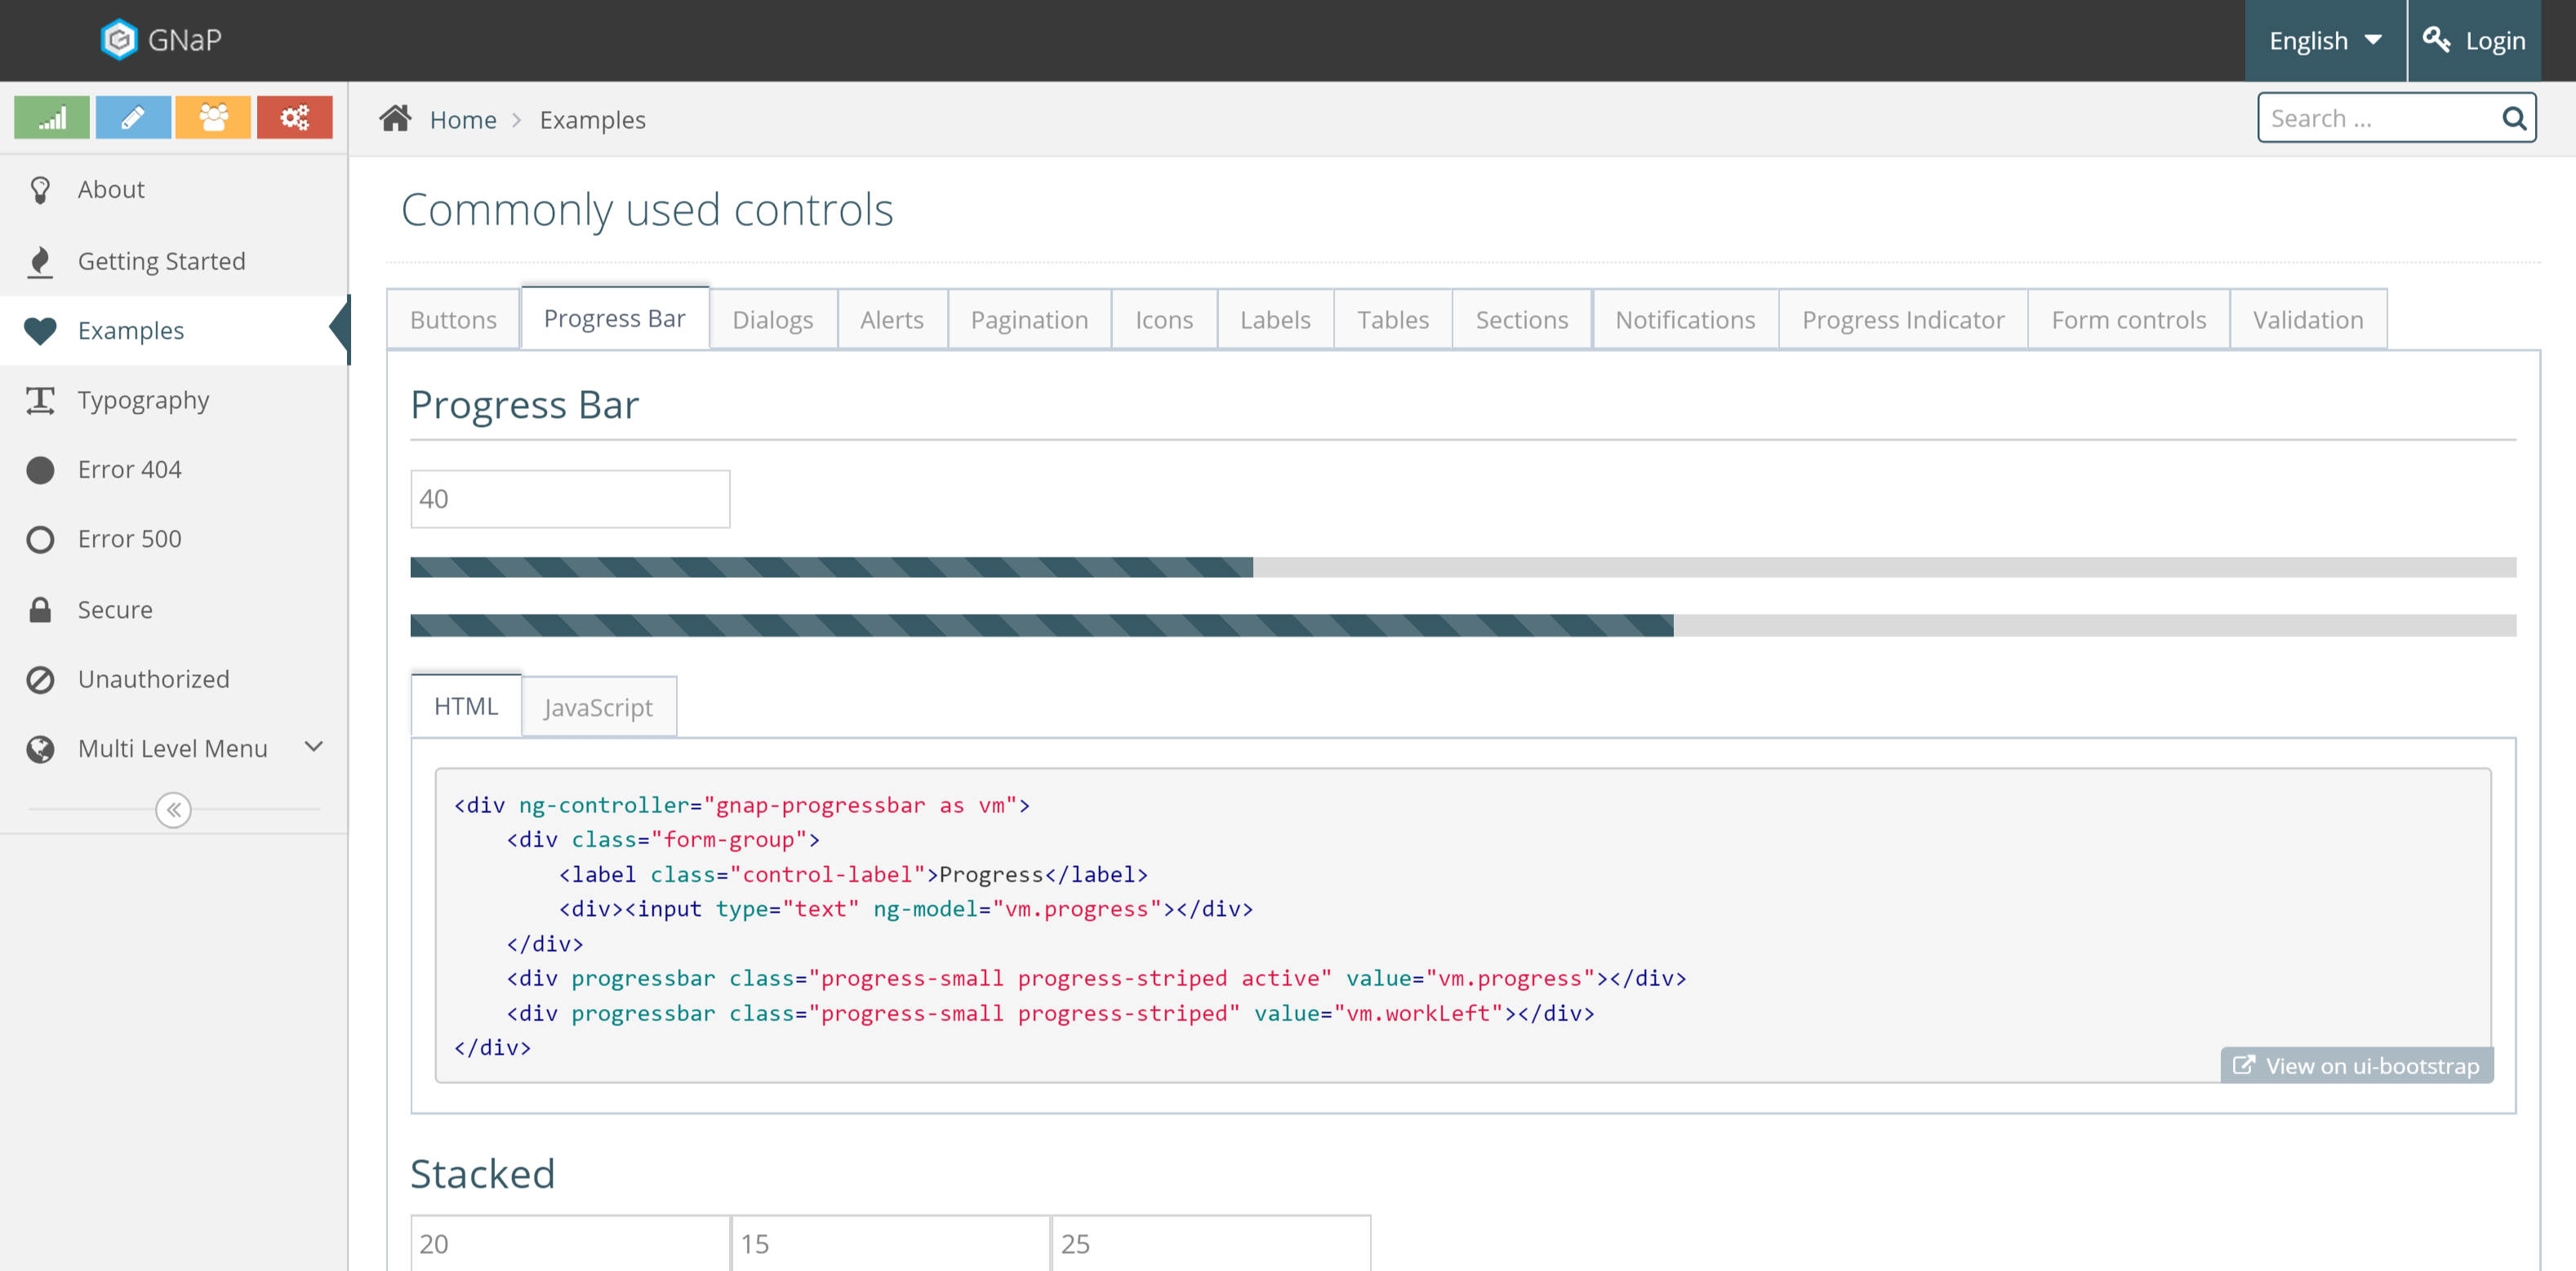 GNaP
English
Login
Home
Examples
Search ...
About
Getting Started
Examples
Typography
Error 404
Error 500
Secure
Unauthorized
Multi Level Menu
Commonly used controls
Buttons
Progress Bar
Dialogs
Alerts
Pagination
Icons
Labels
Tables
Sections
Notifications
Progress Indicator
Form controls
Validation
Progress Bar
40
HTML
JavaScript
<div ng-controller="gnap-progressbar as vm">
    <div class="form-group">
        <label class="control-label">Progress</label>
        <div><input type="text" ng-model="vm.progress"></div>
    </div>
    <div progressbar class="progress-small progress-striped active" value="vm.progress"></div>
    <div progressbar class="progress-small progress-striped" value="vm.workLeft"></div>
</div>
View on ui-bootstrap
Stacked
20
15
25